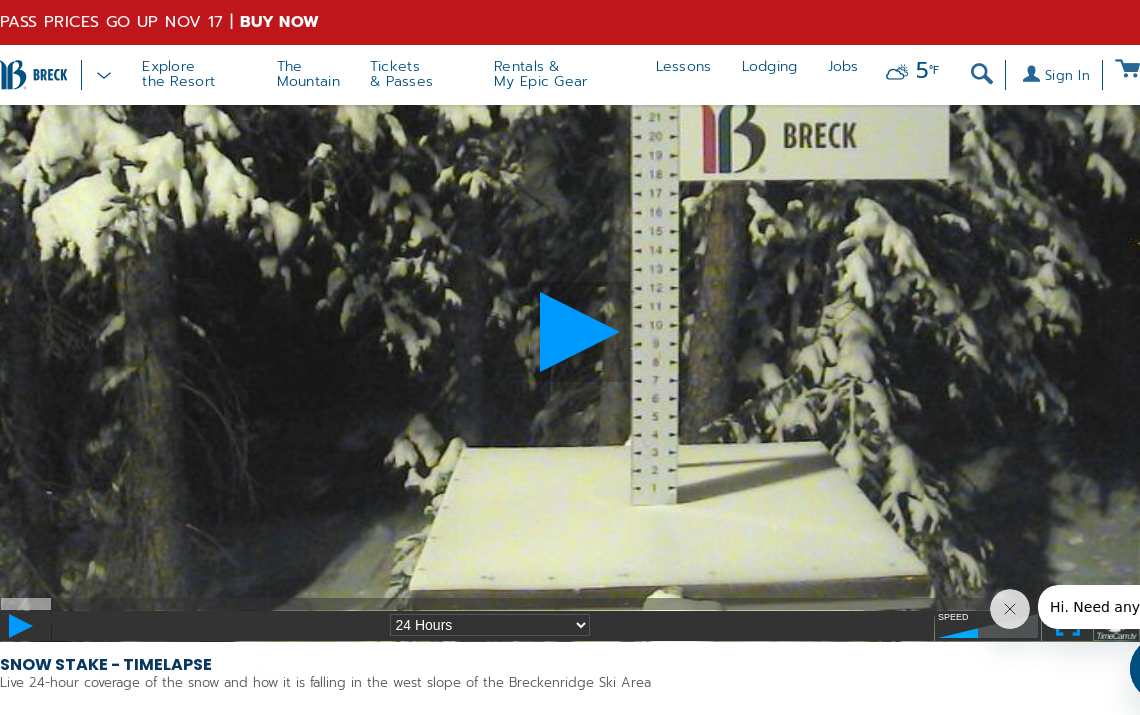 PASS PRICES GO UP NOV 17 | BUY NOW
BRECK
Explore
the Resort
The
Mountain
Tickets
& Passes
Rentals &
My Epic Gear
Lessons
Lodging
Jobs
5°F
Sign In
BRECK
21
20
19
18
17
16
15
14
13
12
11
10
9
8
7
6
5
4
3
2
1
24 Hours
SPEED
Hi. Need any
TimeCam.tv
SNOW STAKE - TIMELAPSE
Live 24-hour coverage of the snow and how it is falling in the west slope of the Breckenridge Ski Area